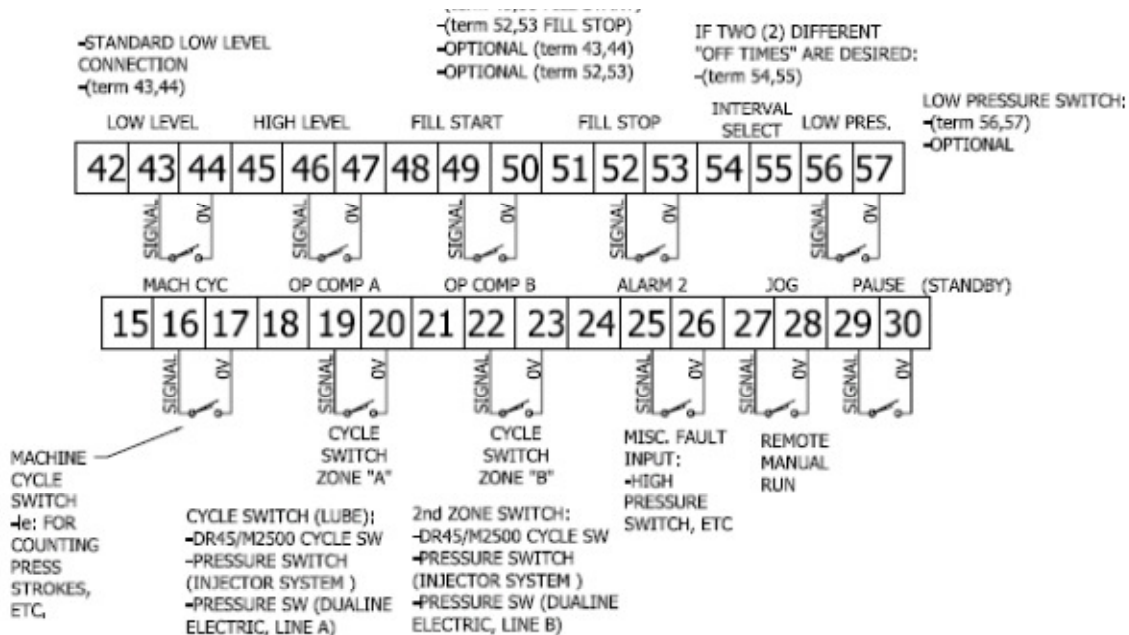 -(term 52,53 FILL STOP)
-OPTIONAL (term 43,44)
-OPTIONAL (term 52,53)
-STANDARD LOW LEVEL
CONNECTION
-(term 43,44)
IF TWO (2) DIFFERENT
"OFF TIMES" ARE DESIRED:
-(term 54,55)
LOW PRESSURE SWITCH:
-(term 56,57)
-OPTIONAL
LOW LEVEL HIGH LEVEL FILL START FILL STOP INTERVAL SELECT LOW PRES.
42 43 44 45 46 47 48 49 50 51 52 53 54 55 56 57
SIGNAL 0V SIGNAL 0V SIGNAL 0V SIGNAL 0V SIGNAL 0V
MACH CYC OP COMP A OP COMP B ALARM 2 JOG PAUSE (STANDBY)
15 16 17 18 19 20 21 22 23 24 25 26 27 28 29 30
SIGNAL 0V SIGNAL 0V SIGNAL 0V SIGNAL 0V SIGNAL 0V SIGNAL 0V
MACHINE
CYCLE
SWITCH
-Ie: FOR
COUNTING
PRESS
STROKES,
ETC.
CYCLE
SWITCH
ZONE "A"
CYCLE
SWITCH
ZONE "B"
MISC. FAULT
INPUT:
-HIGH
PRESSURE
SWITCH, ETC
REMOTE
MANUAL
RUN
CYCLE SWITCH (LUBE):
-DR45/M2500 CYCLE SW
-PRESSURE SWITCH
(INJECTOR SYSTEM )
-PRESSURE SW (DUALINE
ELECTRIC, LINE A)
2nd ZONE SWITCH:
-DR45/M2500 CYCLE SW
-PRESSURE SWITCH
(INJECTOR SYSTEM )
-PRESSURE SW (DUALINE
ELECTRIC, LINE B)